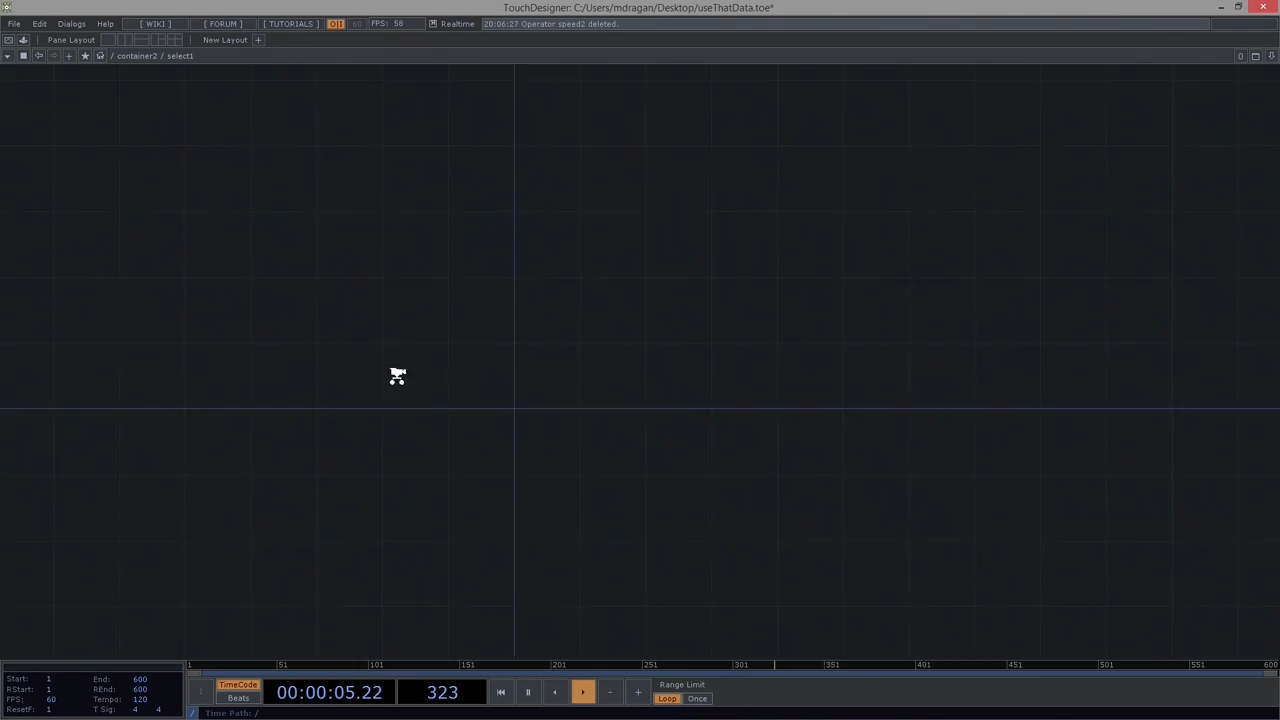 TouchDesigner: C:/Users/mdragan/Desktop/useThatData.toe*
File Edit Dialogs Help [ WIKI ] [ FORUM ] [ TUTORIALS ] O|I 60 FPS: 58 Realtime 20:06:27 Operator speed2 deleted.
Pane Layout New Layout +
/ container2 / select1 0
1 51 101 151 201 251 301 351 401 451 501 551 600
Start: 1 End: 600
RStart: 1 REnd: 600
FPS: 60 Tempo: 120
ResetF: 1 T Sig: 4 4
TimeCode
Beats
00:00:05.22 323
- +
Range Limit
Loop Once
/ Time Path: /